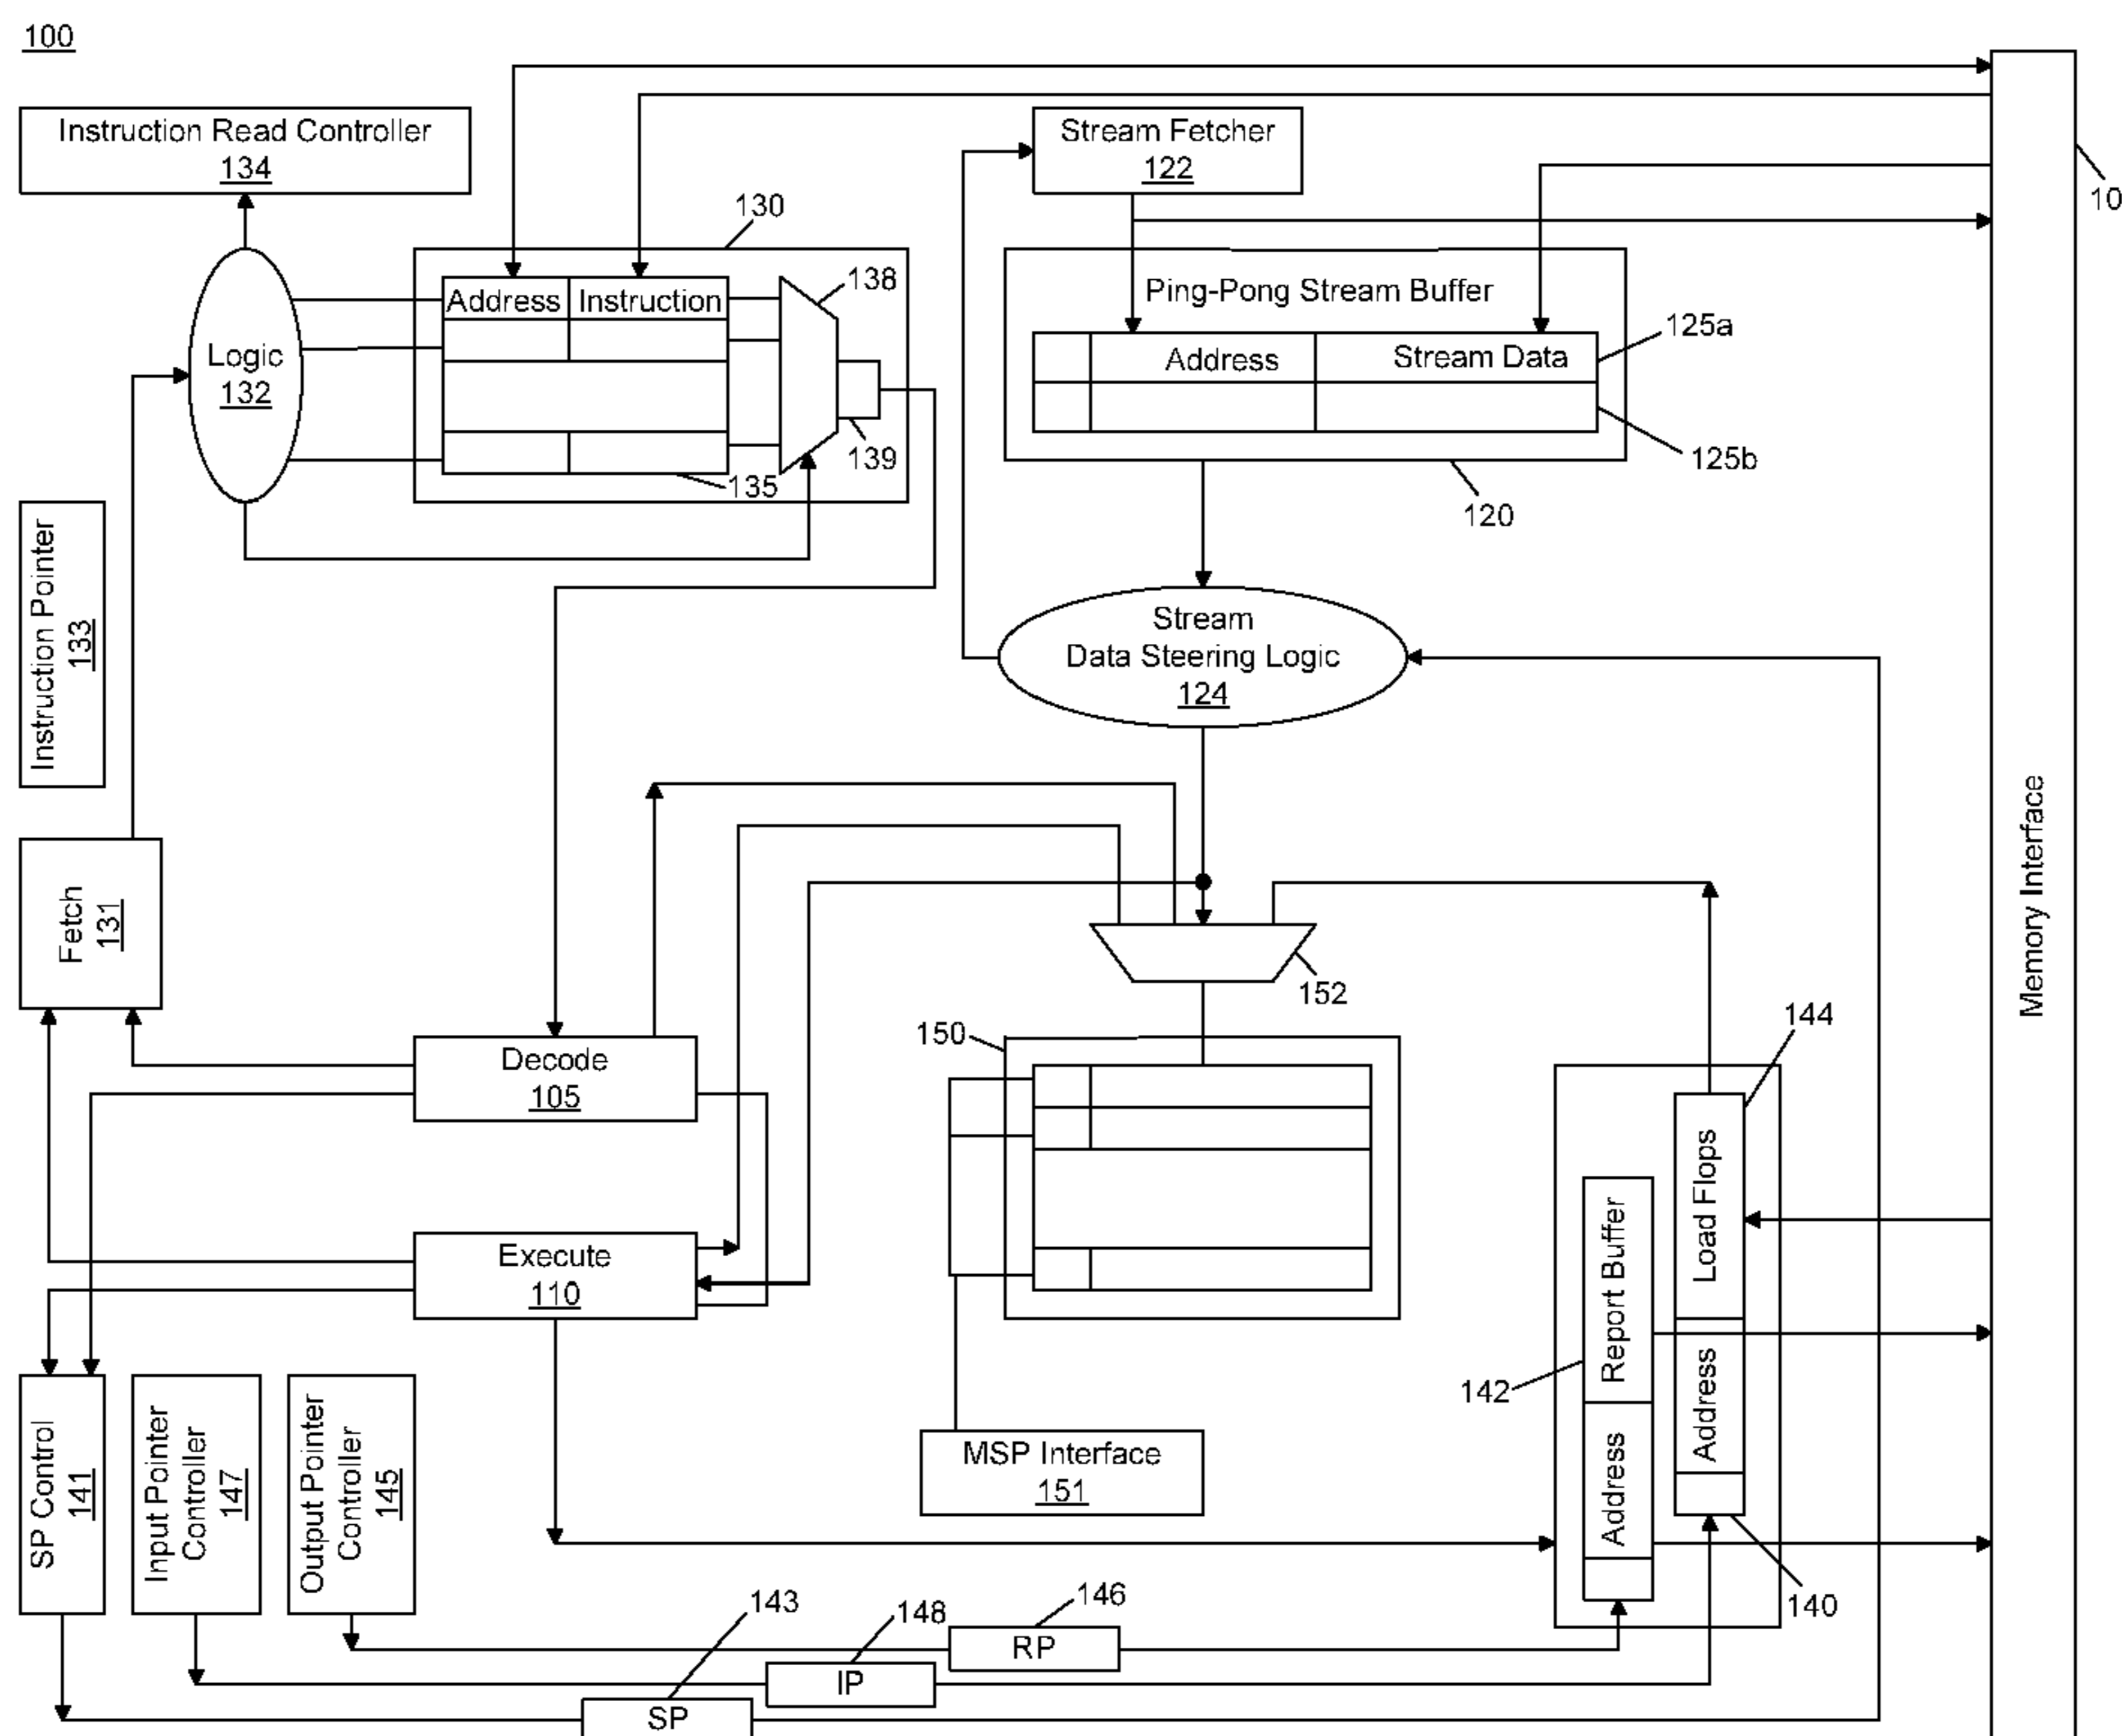 100
Instruction Read Controller
134
Stream Fetcher
122
10
130
Address
Instruction
138
Logic
132
139
135
Ping-Pong Stream Buffer
Address
Stream Data
125a
125b
120
Instruction Pointer
133
Stream
Data Steering Logic
124
Memory Interface
Fetch
131
152
150
144
Decode
105
Execute
110
Load Flops
Address
Report Buffer
Address
142
140
MSP Interface
151
SP Control
141
Input Pointer
Controller
147
Output Pointer
Controller
145
143
148
146
RP
IP
SP